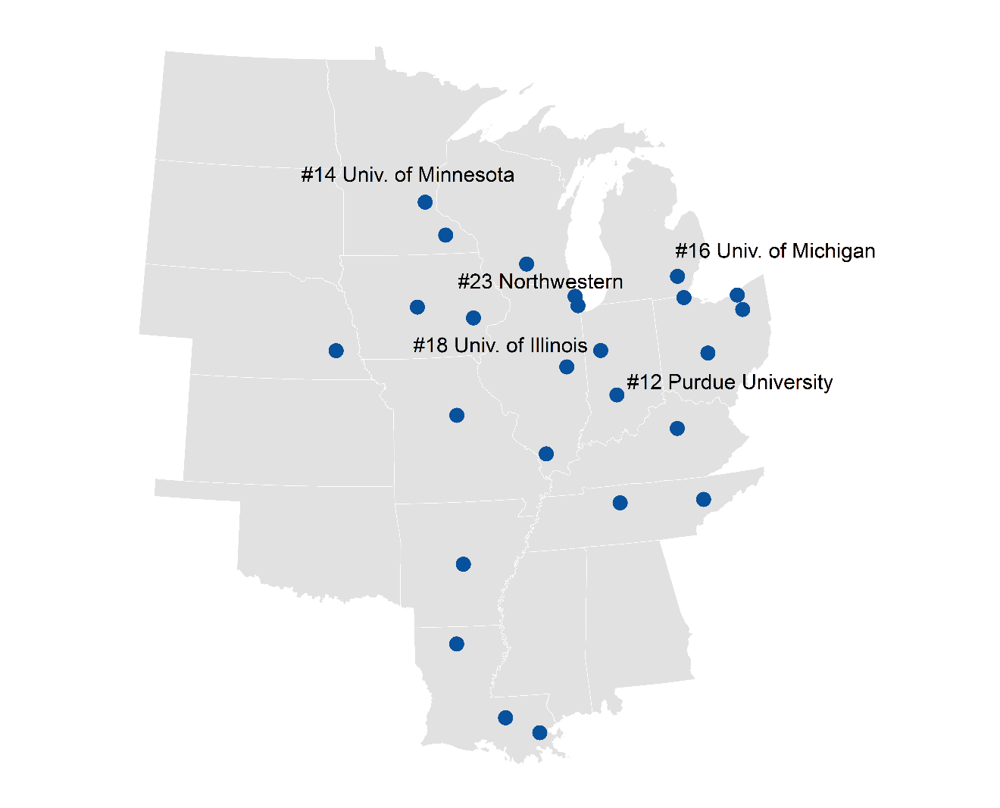 #14 Univ. of Minnesota
#16 Univ. of Michigan
#23 Northwestern
#18 Univ. of Illinois
#12 Purdue University